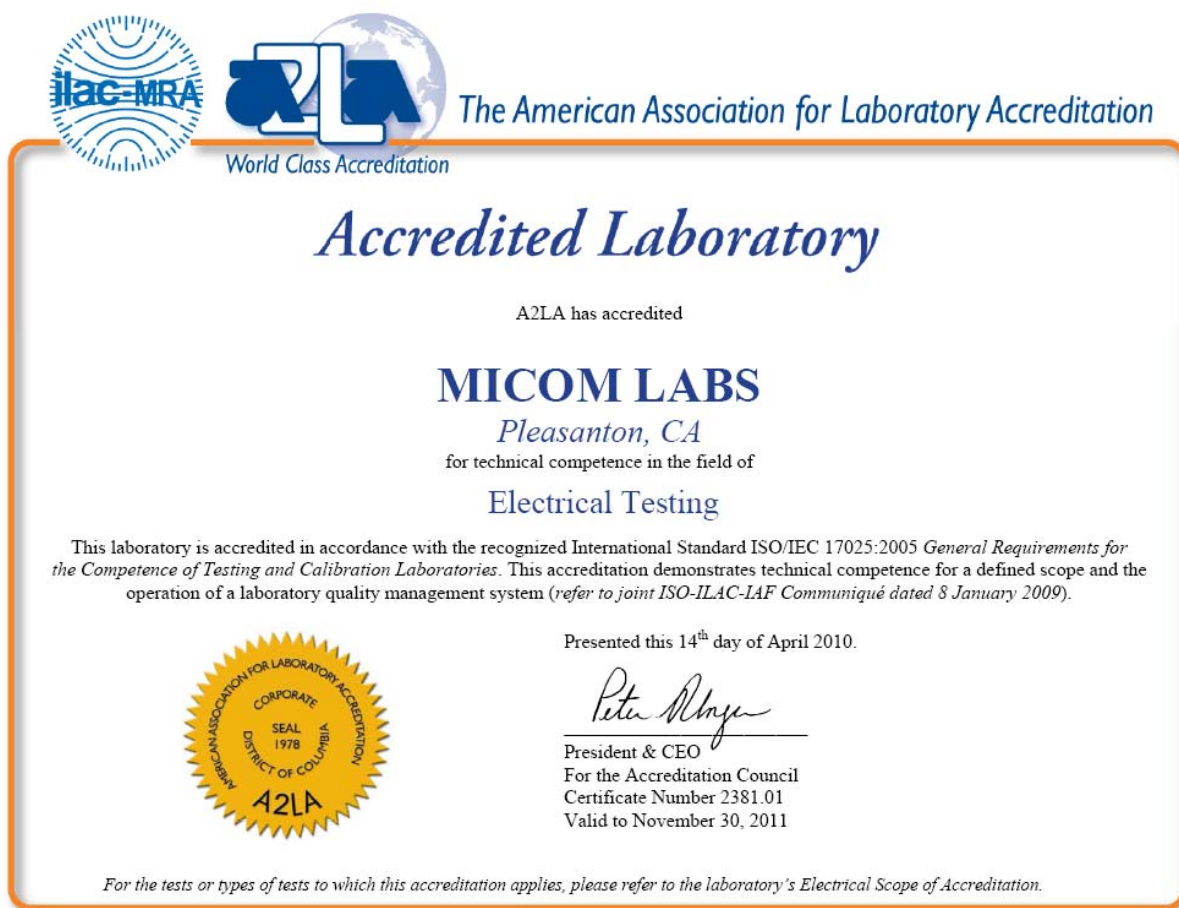 ilac-MRA
A2LA
World Class Accreditation
The American Association for Laboratory Accreditation
Accredited Laboratory
A2LA has accredited
MICOM LABS
Pleasanton, CA
for technical competence in the field of
Electrical Testing
This laboratory is accredited in accordance with the recognized International Standard ISO/IEC 17025:2005 General Requirements for
the Competence of Testing and Calibration Laboratories. This accreditation demonstrates technical competence for a defined scope and the
operation of a laboratory quality management system (refer to joint ISO-ILAC-IAF Communiqué dated 8 January 2009).
AMERICAN ASSOCIATION FOR LABORATORY ACCREDITATION
CORPORATE
SEAL
1978
DISTRICT OF COLUMBIA
A2LA
Presented this 14th day of April 2010.
President & CEO
For the Accreditation Council
Certificate Number 2381.01
Valid to November 30, 2011
For the tests or types of tests to which this accreditation applies, please refer to the laboratory's Electrical Scope of Accreditation.